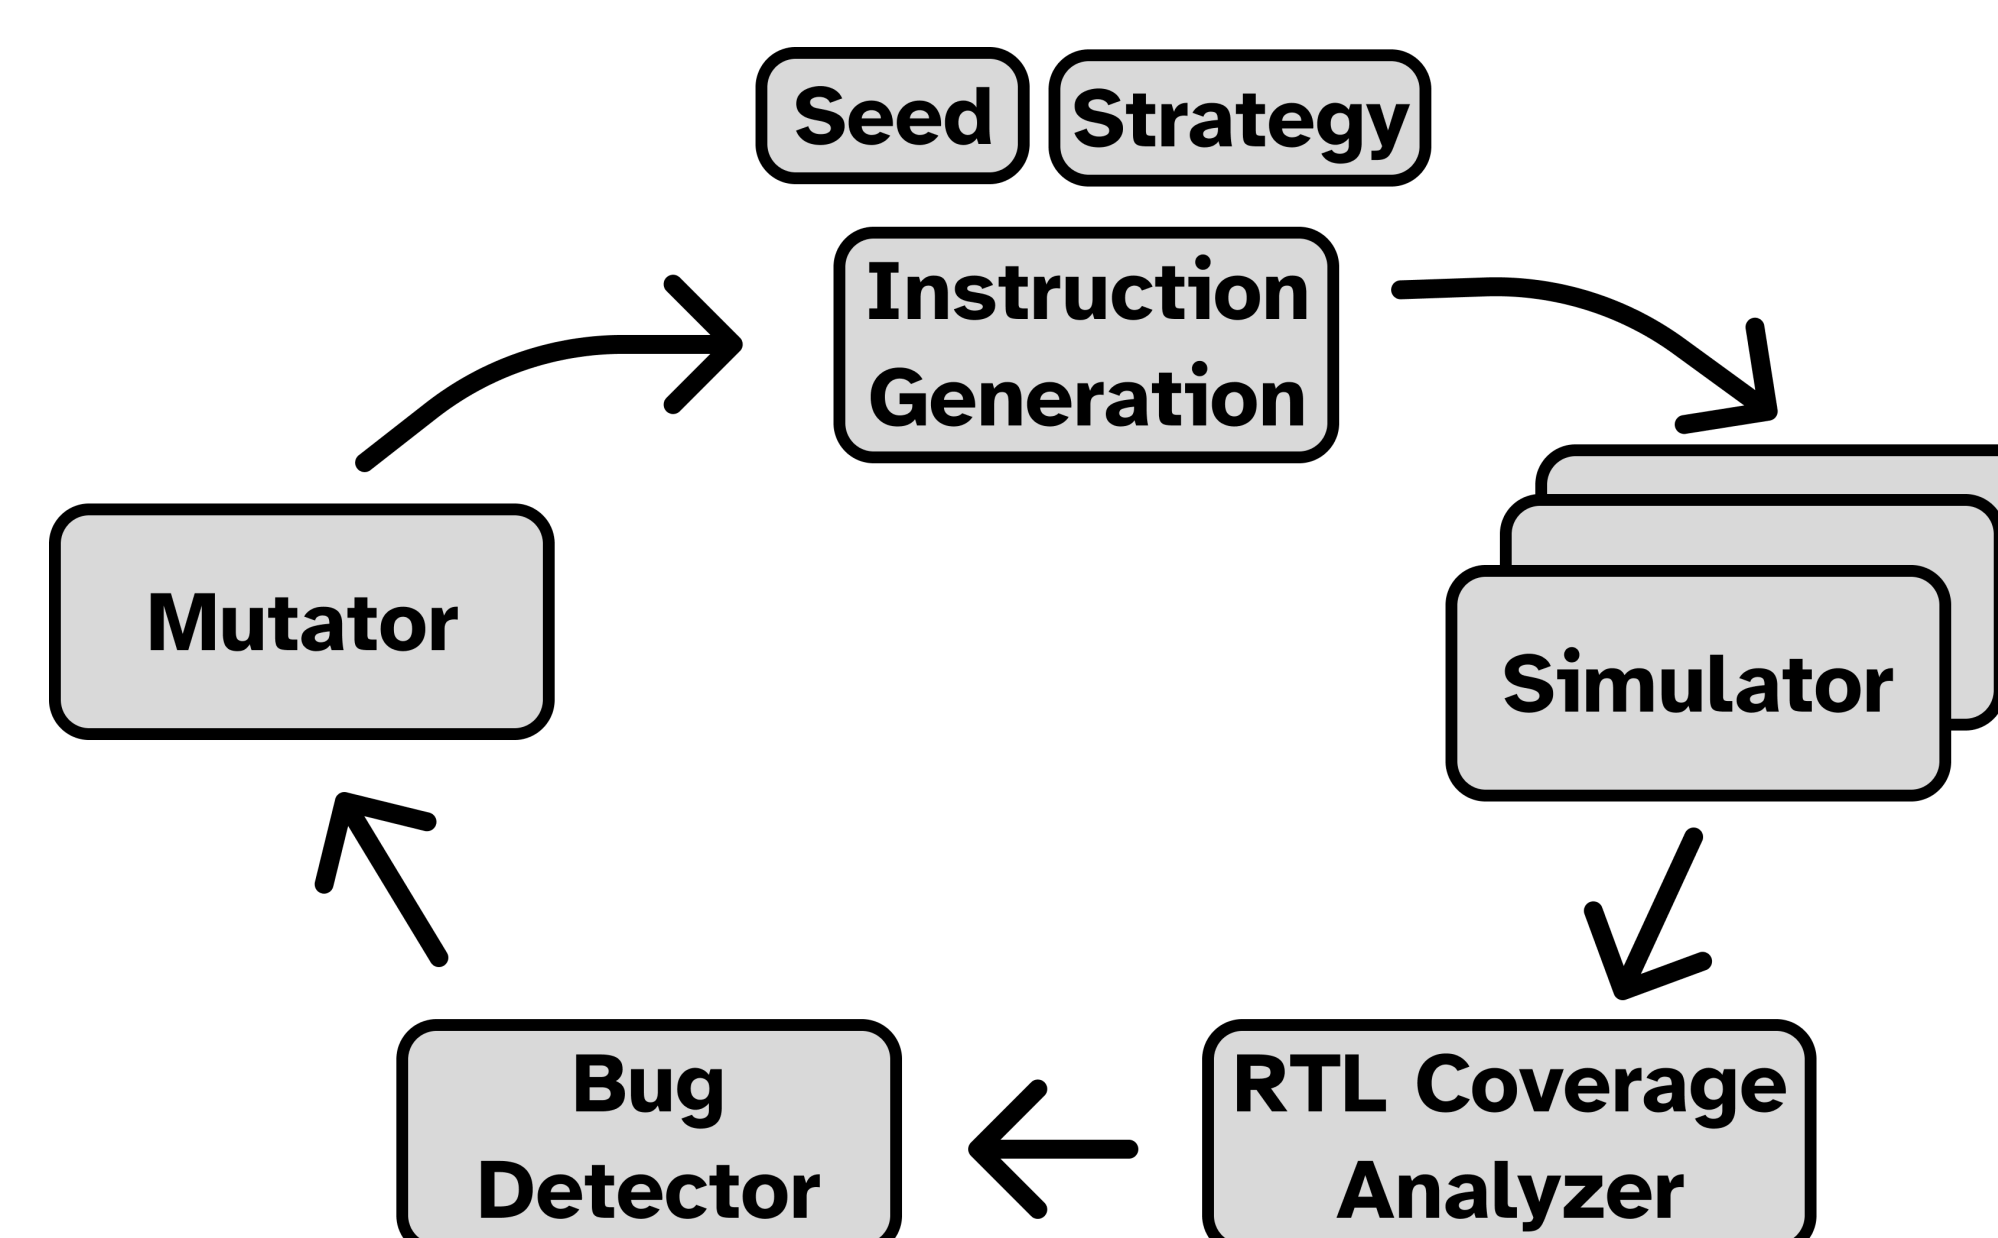 Seed
Strategy
Instruction
Generation
Mutator
Simulator
Bug
Detector
RTL Coverage
Analyzer